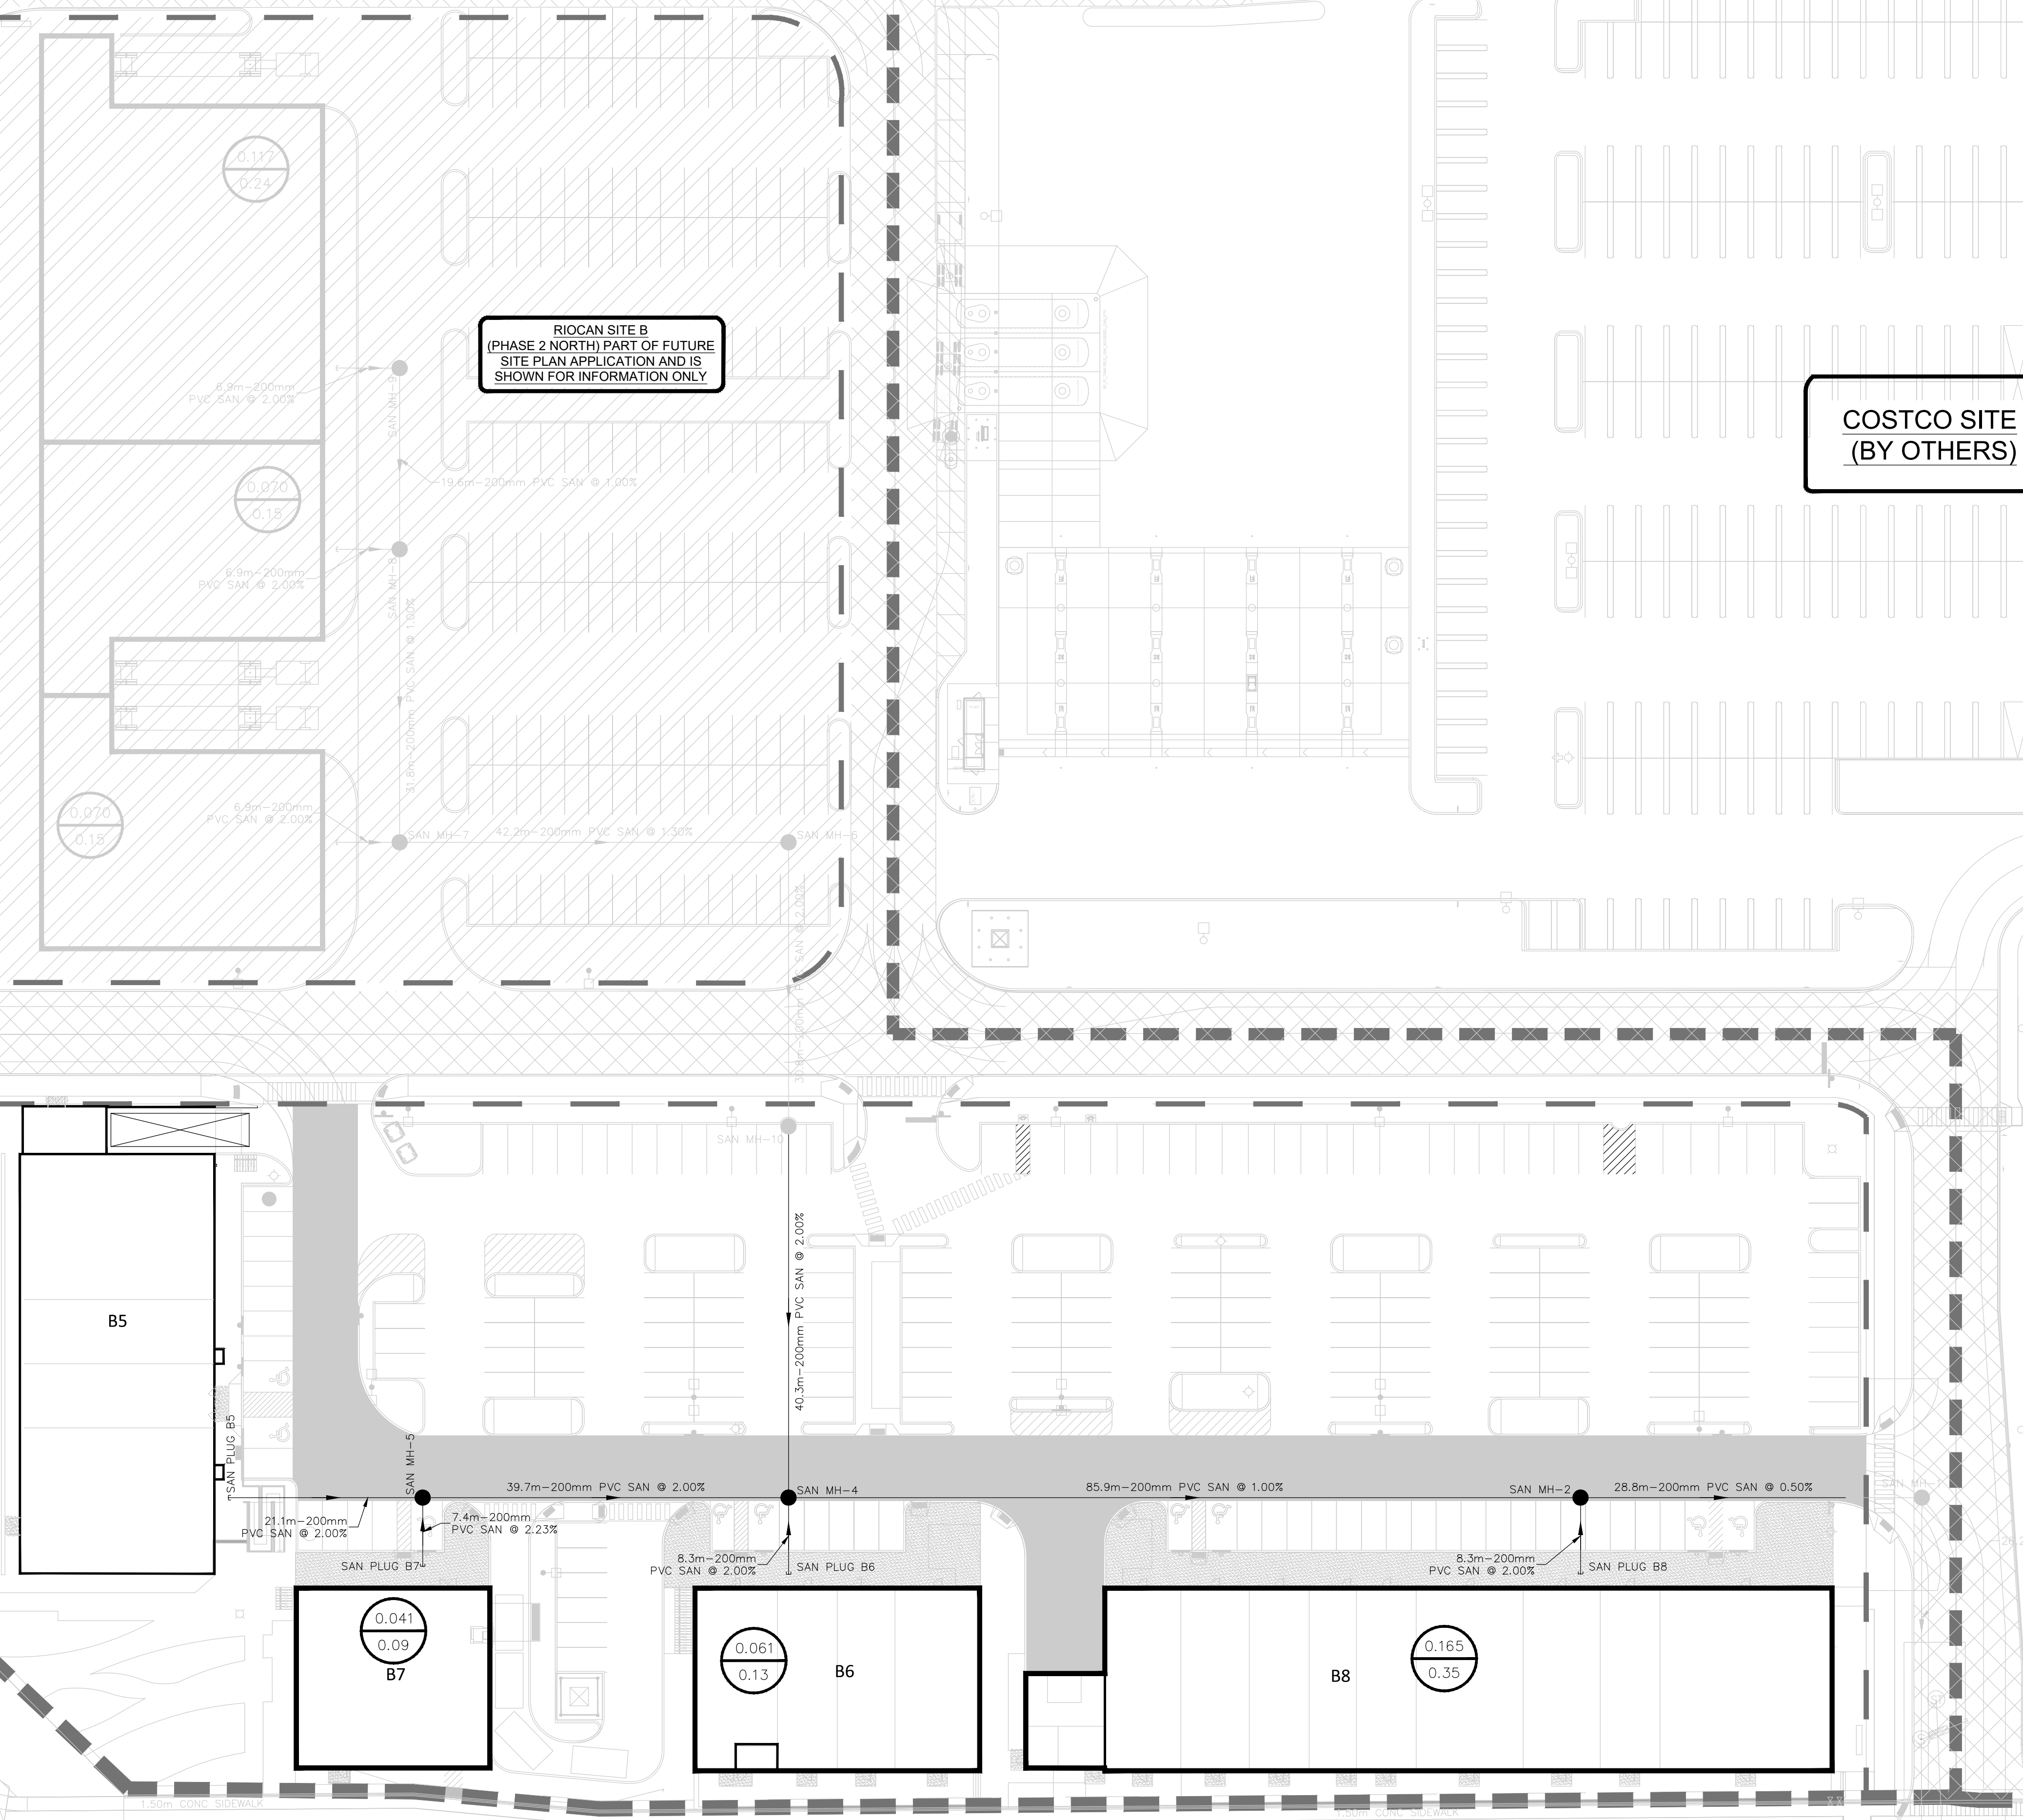 0.117
0.24
RIOCAN SITE B
(PHASE 2 NORTH) PART OF FUTURE
SITE PLAN APPLICATION AND IS
SHOWN FOR INFORMATION ONLY
COSTCO SITE
(BY OTHERS)
6.9m-200mm
PVC SAN @ 2.00%
SAN MH-9
19.6m-200mm PVC SAN @ 1.00%
0.070
0.15
6.9m-200mm
PVC SAN @ 2.00%
SAN MH-8
31.8m-200mm PVC SAN @ 1.00%
0.070
0.15
6.9m-200mm
PVC SAN @ 2.00%
SAN MH-7
42.2m-200mm PVC SAN @ 1.30%
SAN MH-6
30.8m-200mm PVC SAN @ 2.00%
SAN MH-10
40.3m-200mm PVC SAN @ 2.00%
B5
SAN PLUG B5
SAN MH-5
39.7m-200mm PVC SAN @ 2.00%
SAN MH-4
85.9m-200mm PVC SAN @ 1.00%
SAN MH-2
28.8m-200mm PVC SAN @ 0.50%
SAN MH-1
21.1m-200mm
PVC SAN @ 2.00%
7.4m-200mm
PVC SAN @ 2.23%
SAN PLUG B7
8.3m-200mm
PVC SAN @ 2.00%
SAN PLUG B6
8.3m-200mm
PVC SAN @ 2.00%
SAN PLUG B8
0.041
0.09
B7
0.061
0.13
B6
0.165
0.35
B8
1.50m CONC SIDEWALK
1.50m CONC SIDEWALK